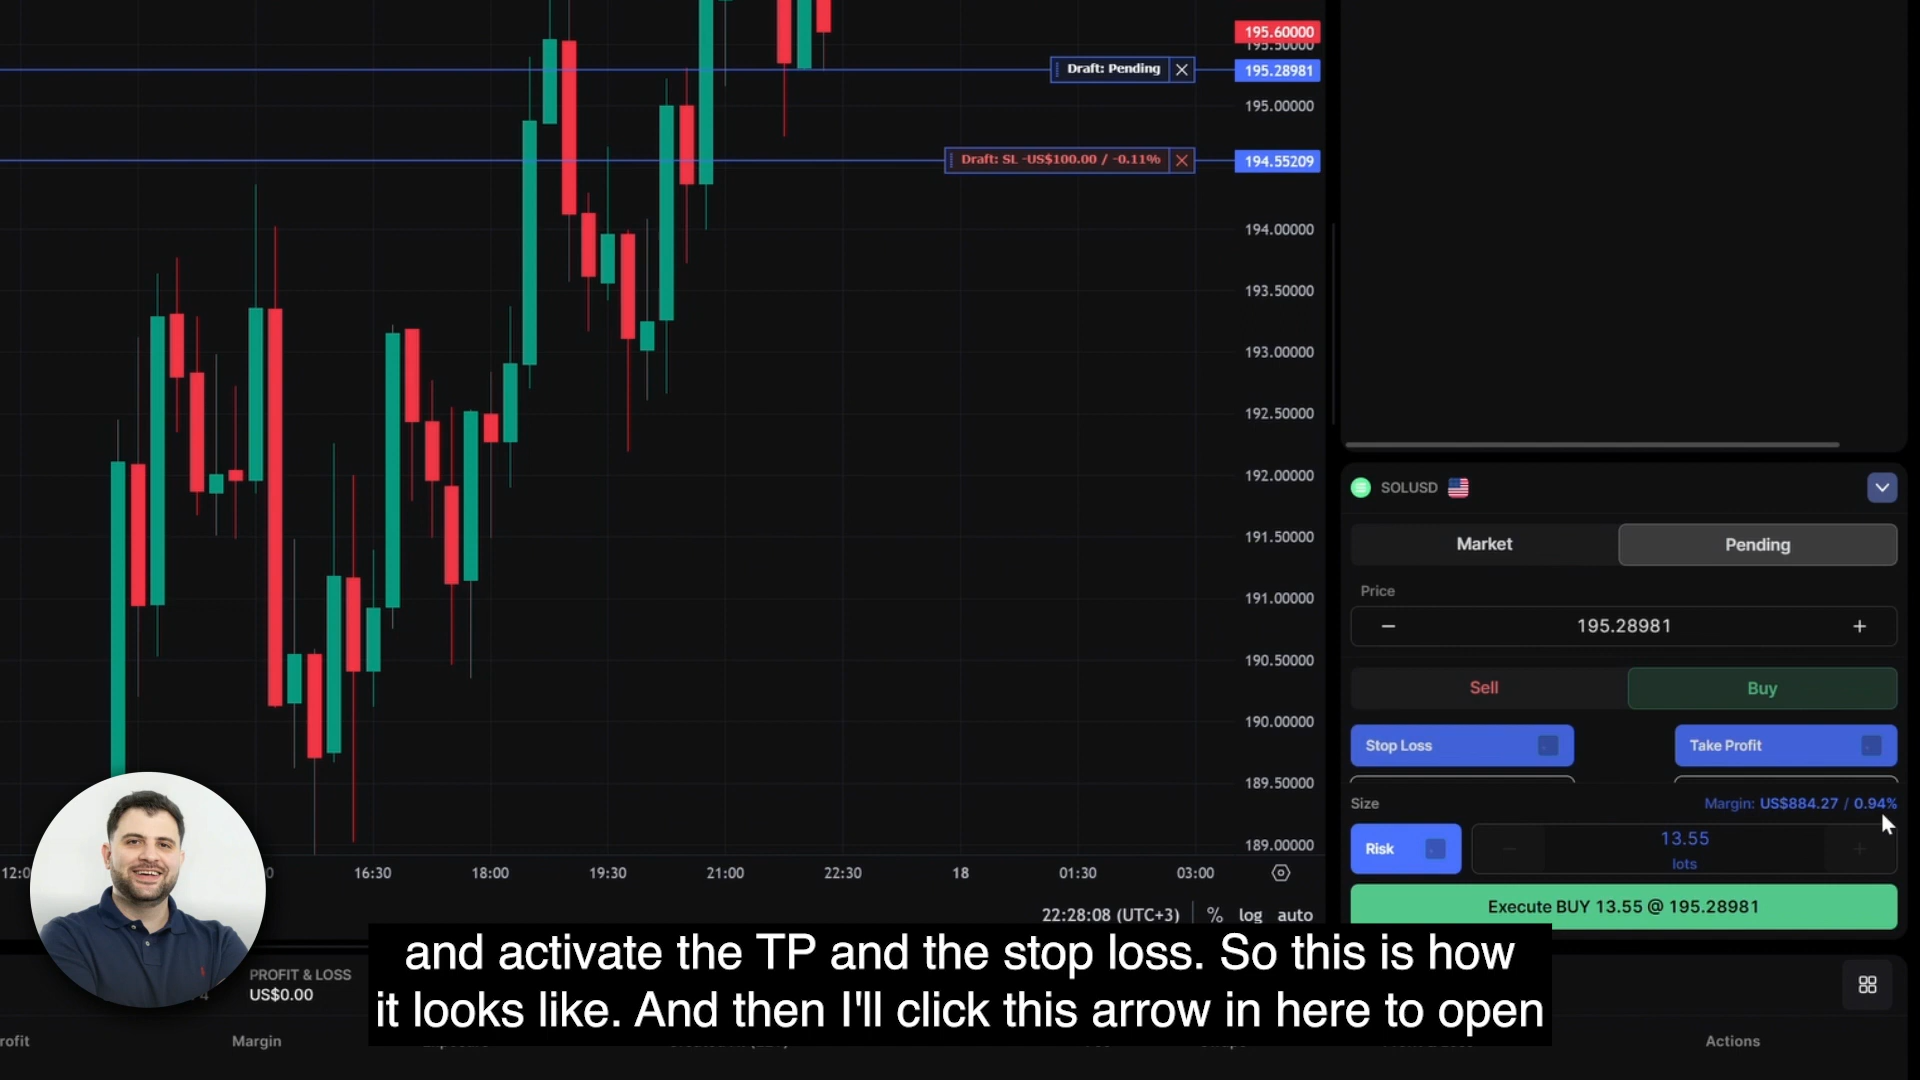 195.60000
195.50000
Draft: Pending
195.28981
195.00000
Draft: SL -US$100.00 / -0.11%
194.55209
194.00000
193.50000
193.00000
192.50000
192.00000
191.50000
191.00000
190.50000
190.00000
189.50000
189.00000
16:30
18:00
19:30
21:00
22:30
18
01:30
03:00
22:28:08 (UTC+3)
%
log
auto
SOLUSD
Market
Pending
Price
195.28981
Sell
Buy
Stop Loss
Take Profit
Size
Margin: US$884.27 / 0.94%
Risk
13.55
lots
Execute BUY 13.55 @ 195.28981
and activate the TP and the stop loss. So this is how
it looks like. And then I'll click this arrow in here to open
PROFIT & LOSS
US$0.00
Margin
Actions